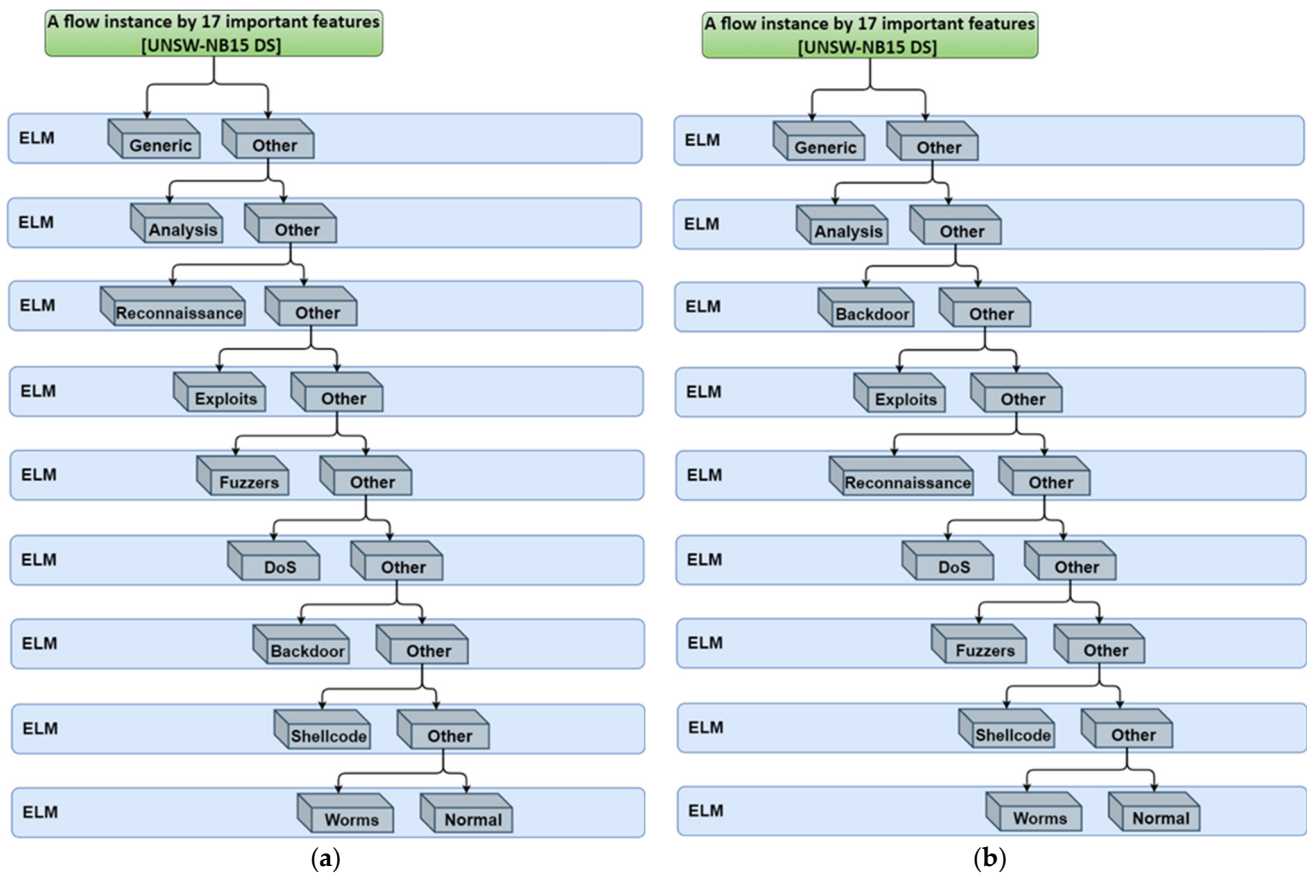 A flow instance by 17 important features
[UNSW-NB15 DS]
ELM
Generic
Other
ELM
Analysis
Other
ELM
Reconnaissance
Other
ELM
Exploits
Other
ELM
Fuzzers
Other
ELM
DoS
Other
ELM
Backdoor
Other
ELM
Shellcode
Other
ELM
Worms
Normal
(a)
A flow instance by 17 important features
[UNSW-NB15 DS]
ELM
Generic
Other
ELM
Analysis
Other
ELM
Backdoor
Other
ELM
Exploits
Other
ELM
Reconnaissance
Other
ELM
DoS
Other
ELM
Fuzzers
Other
ELM
Shellcode
Other
ELM
Worms
Normal
(b)